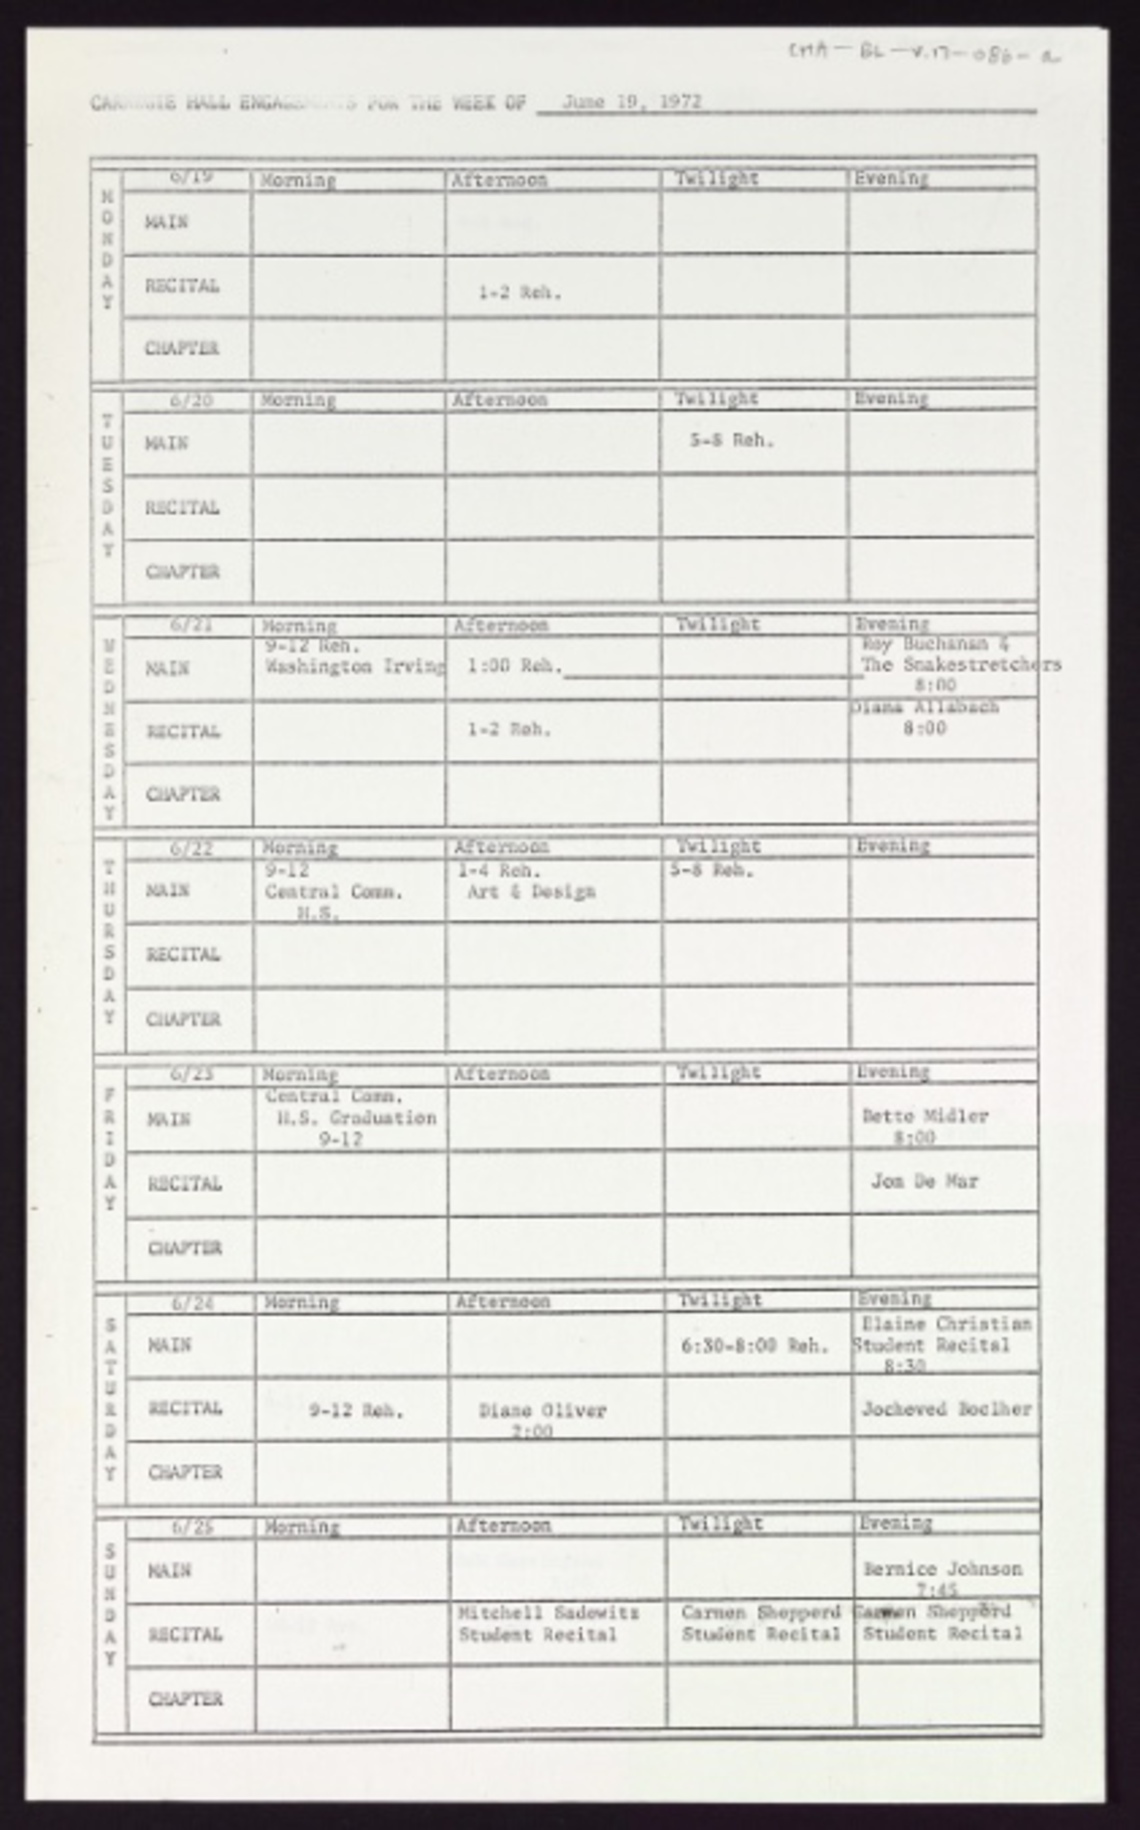 CMA-BL-V.17-086-a
CARNEGIE HALL ENGAGEMENTS FOR THE WEEK OF June 19, 1972
MONDAY
6/19 Morning Afternoon Twilight Evening
MAIN
RECITAL 1-2 Reh.
CHAPTER
TUESDAY
6/20 Morning Afternoon Twilight Evening
MAIN 5-8 Reh.
RECITAL
CHAPTER
WEDNESDAY
6/21 Morning Afternoon Twilight Evening
9-12 Reh. Roy Buchanan &
MAIN Washington Irving 1:00 Reh. The Snakestretchers
8:00
Diana Allabach
RECITAL 1-2 Reh. 8:00
CHAPTER
THURSDAY
6/22 Morning Afternoon Twilight Evening
9-12 1-4 Reh. 5-8 Reh.
MAIN Central Comm. Art & Design
H.S.
RECITAL
CHAPTER
FRIDAY
6/23 Morning Afternoon Twilight Evening
Central Comm.
MAIN H.S. Graduation Bette Midler
9-12 8:00
RECITAL Jon De Mar
CHAPTER
SATURDAY
6/24 Morning Afternoon Twilight Evening
Elaine Christian
MAIN 6:30-8:00 Reh. Student Recital
8:30
RECITAL 9-12 Reh. Diane Oliver Jocheved Boclher
2:00
CHAPTER
SUNDAY
6/25 Morning Afternoon Twilight Evening
MAIN Bernice Johnson
7:45
Mitchell Sadowitz Carmen Shepperd Carmen Shepperd
RECITAL Student Recital Student Recital Student Recital
CHAPTER